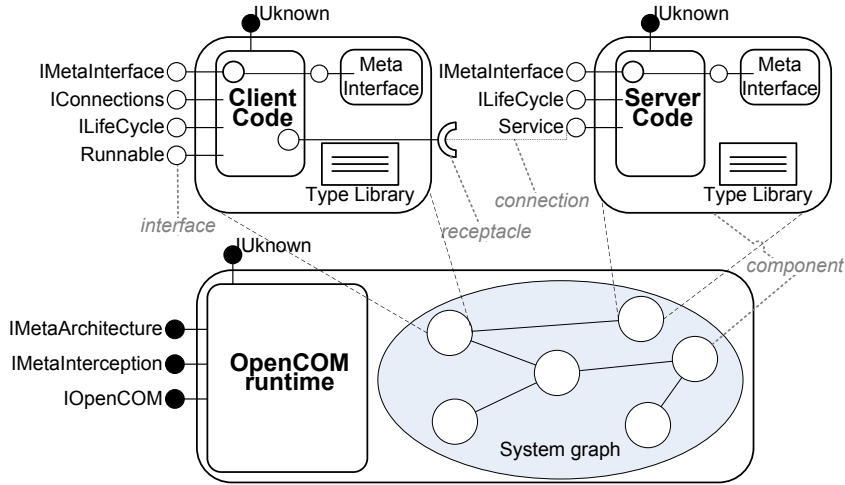 IUknown
IUknown
IMetaInterface
IConnections
ILifeCycle
Runnable
Client
Code
Meta
Interface
Type Library
IMetaInterface
ILifeCycle
Service
Server
Code
Meta
Interface
Type Library
interface
receptacle
connection
component
IUknown
IMetaArchitecture
IMetaInterception
IOpenCOM
OpenCOM
runtime
System graph